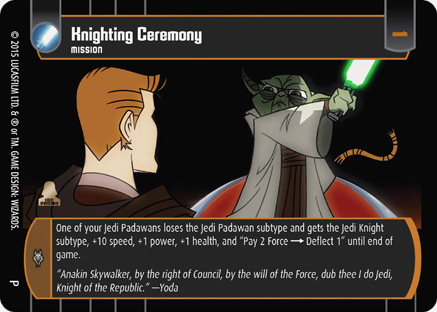 Knighting Ceremony
MISSION
1
One of your Jedi Padawans loses the Jedi Padawan subtype and gets the Jedi Knight
subtype, +10 speed, +1 power, +1 health, and “Pay 2 Force → Deflect 1” until end of
game.
“Anakin Skywalker, by the right of Council, by the will of the Force, dub thee I do Jedi,
Knight of the Republic.” —Yoda
© 2015 LUCASFILM LTD. & ® or TM. GAME DESIGN: WIZARDS.
P